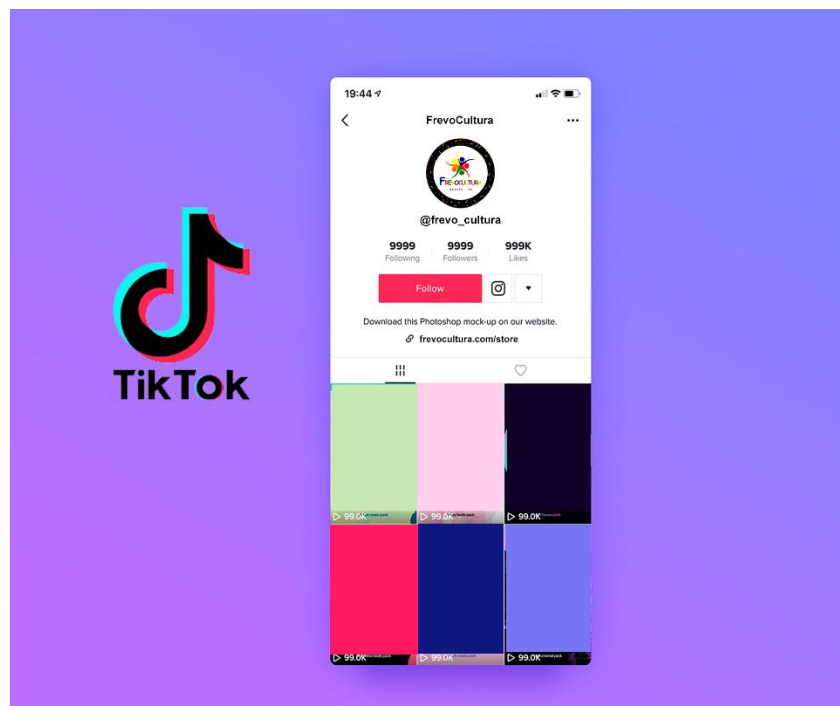 TikTok
19:44
FrevoCultura
FREVOCULTURA
@frevo_cultura
9999 9999 999K
Following Followers Likes
Follow
Download this Photoshop mock-up on our website.
frevocultura.com/store
99.0K 99.0K 99.0K
99.0K 99.0K 99.0K